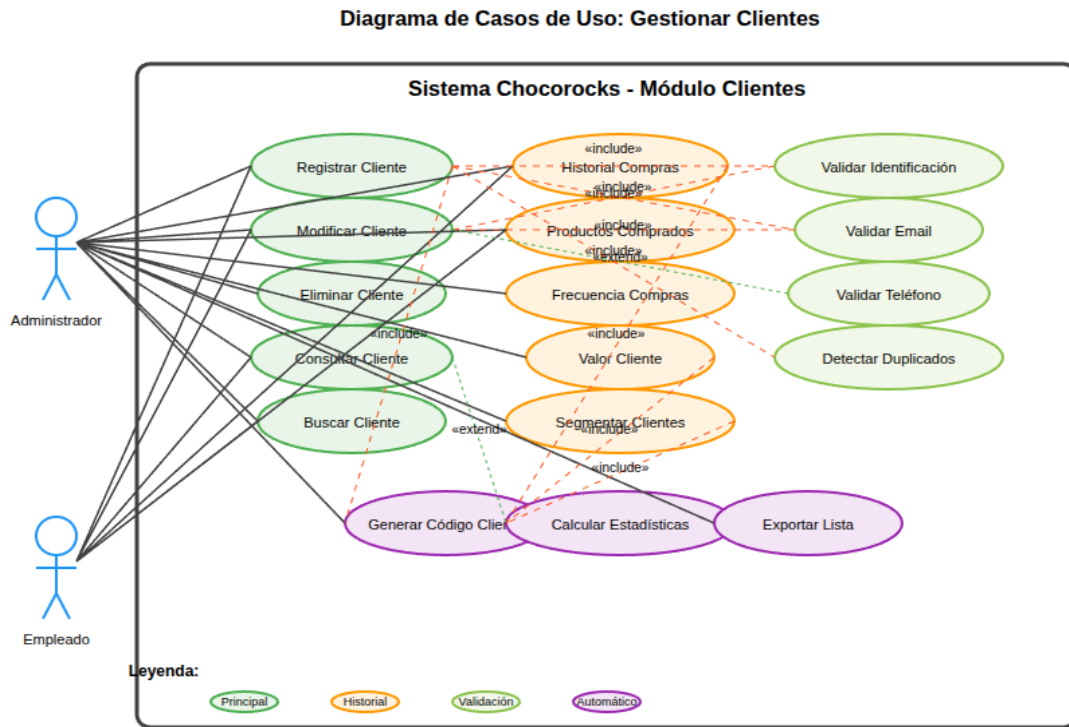 Diagrama de Casos de Uso: Gestionar Clientes
Sistema Chocorocks - Módulo Clientes
«include»
Registrar Cliente
Historial Compras
Validar Identificación
«include»
«include»
Modificar Cliente
«include»
Productos Comprados
Validar Email
«include»
«extend»
Administrador
Eliminar Cliente
Frecuencia Compras
Validar Teléfono
«include»
«include»
Consultar Cliente
Valor Cliente
Detectar Duplicados
Buscar Cliente
Segmentar Clientes
«extend»
«include»
«include»
Generar Código Clien
Calcular Estadísticas
Exportar Lista
Empleado
Leyenda:
Principal
Historial
Validación
Automático